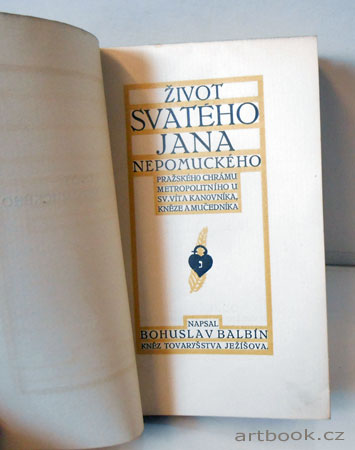 ŽIVOT
SVATÉHO
JANA
NEPOMUCKÉHO
PRAŽSKÉHO CHRÁMU
METROPOLITNÍHO U
SV. VÍTA KANOVNÍKA,
KNĚZE A MUČEDNÍKA
NAPSAL
BOHUSLAV BALBÍN
KNĚZ TOVARYŠSTVA JEŽÍŠOVA.
artbook.cz